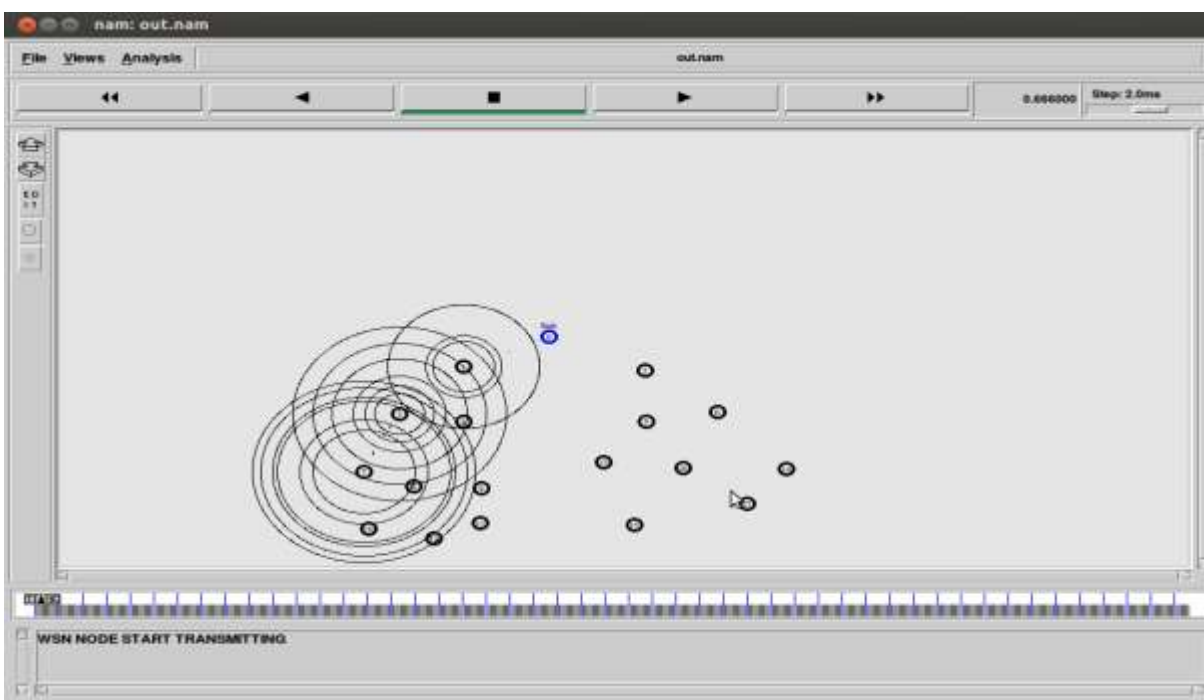 nam: out.nam
File Views Analysis
out.nam
0.666000
Step: 2.0ms
WSN NODE START TRANSMITTING